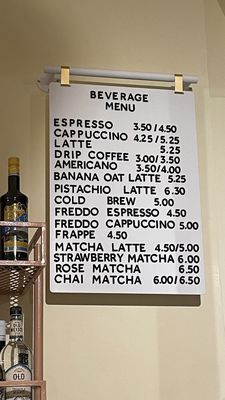 BEVERAGE
MENU
ESPRESSO 3.50/4.50
CAPPUCCINO 4.25/5.25
LATTE 5.25
DRIP COFFEE 3.00/3.50
AMERICANO 3.50/4.00
BANANA OAT LATTE 5.25
PISTACHIO LATTE 6.30
COLD BREW 5.00
FREDDO ESPRESSO 4.50
FREDDO CAPPUCCINO 5.00
FRAPPE 4.50
MATCHA LATTE 4.50/5.00
STRAWBERRY MATCHA 6.00
ROSE MATCHA 6.50
CHAI MATCHA 6.00/6.50
OLD